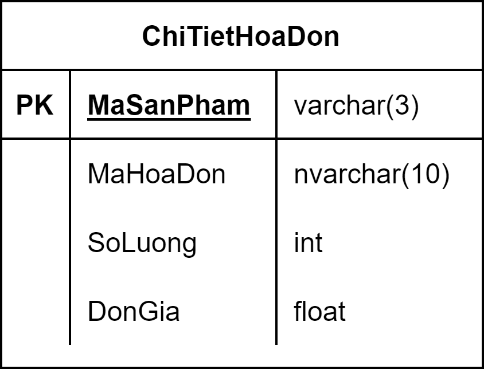 ChiTietHoaDon
PK MaSanPham varchar(3)
MaHoaDon nvarchar(10)
SoLuong int
DonGia float